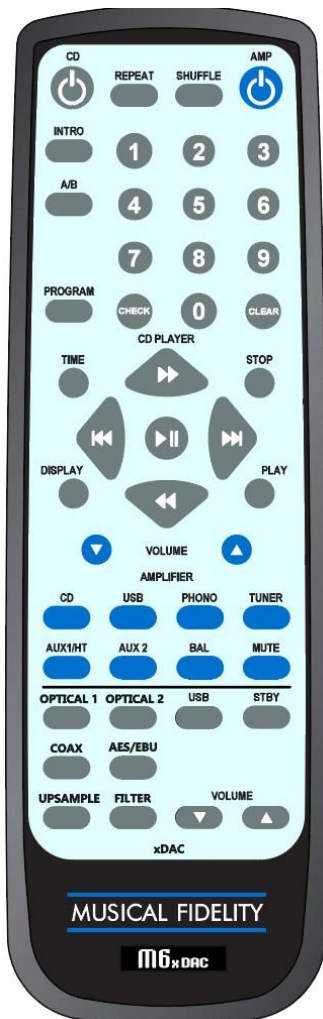 CD REPEAT SHUFFLE AMP
INTRO
1 2 3
A/B
4 5 6
7 8 9
PROGRAM
CHECK 0 CLEAR
CD PLAYER
TIME STOP
DISPLAY PLAY
VOLUME
AMPLIFIER
CD USB PHONO TUNER
AUX1/HT AUX 2 BAL MUTE
OPTICAL 1 OPTICAL 2 USB STBY
COAX AES/EBU
UPSAMPLE FILTER VOLUME
xDAC
MUSICAL FIDELITY
M6x DAC